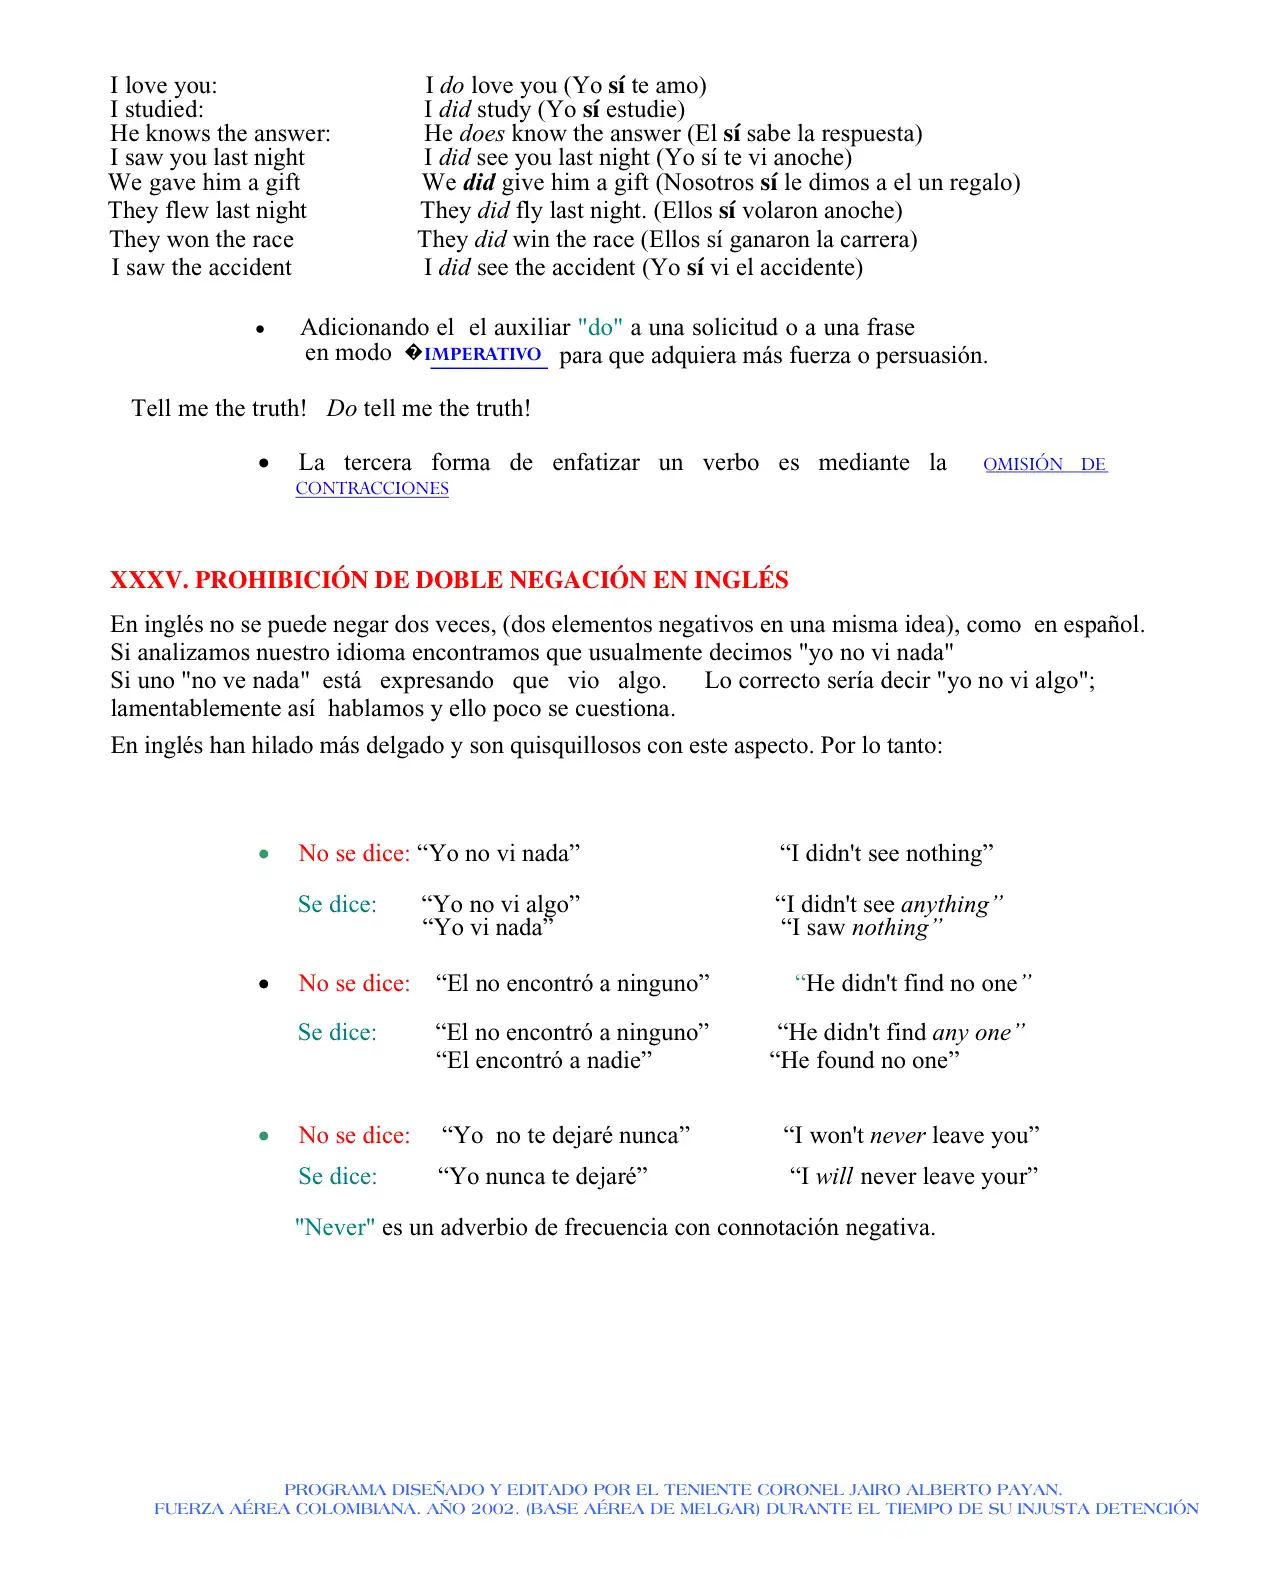 I love you: I do love you (Yo sí te amo)
I studied: I did study (Yo sí estudie)
He knows the answer: He does know the answer (El sí sabe la respuesta)
I saw you last night I did see you last night (Yo sí te vi anoche)
We gave him a gift We did give him a gift (Nosotros sí le dimos a el un regalo)
They flew last night They did fly last night. (Ellos sí volaron anoche)
They won the race They did win the race (Ellos sí ganaron la carrera)
I saw the accident I did see the accident (Yo sí vi el accidente)
• Adicionando el el auxiliar "do" a una solicitud o a una frase
en modo �IMPERATIVO para que adquiera más fuerza o persuasión.
Tell me the truth! Do tell me the truth!
• La tercera forma de enfatizar un verbo es mediante la OMISIÓN DE
CONTRACCIONES
XXXV. PROHIBICIÓN DE DOBLE NEGACIÓN EN INGLÉS
En inglés no se puede negar dos veces, (dos elementos negativos en una misma idea), como en español.
Si analizamos nuestro idioma encontramos que usualmente decimos "yo no vi nada"
Si uno "no ve nada" está expresando que vio algo. Lo correcto sería decir "yo no vi algo";
lamentablemente así hablamos y ello poco se cuestiona.
En inglés han hilado más delgado y son quisquillosos con este aspecto. Por lo tanto:
• No se dice: “Yo no vi nada” “I didn't see nothing”
Se dice: “Yo no vi algo” “I didn't see anything”
“Yo vi nada” “I saw nothing”
• No se dice: “El no encontró a ninguno” “He didn't find no one”
Se dice: “El no encontró a ninguno” “He didn't find any one”
“El encontró a nadie” “He found no one”
• No se dice: “Yo no te dejaré nunca” “I won't never leave you”
Se dice: “Yo nunca te dejaré” “I will never leave your”
"Never" es un adverbio de frecuencia con connotación negativa.
PROGRAMA DISEÑADO Y EDITADO POR EL TENIENTE CORONEL JAIRO ALBERTO PAYAN.
FUERZA AÉREA COLOMBIANA. AÑO 2002. (BASE AÉREA DE MELGAR) DURANTE EL TIEMPO DE SU INJUSTA DETENCIÓN